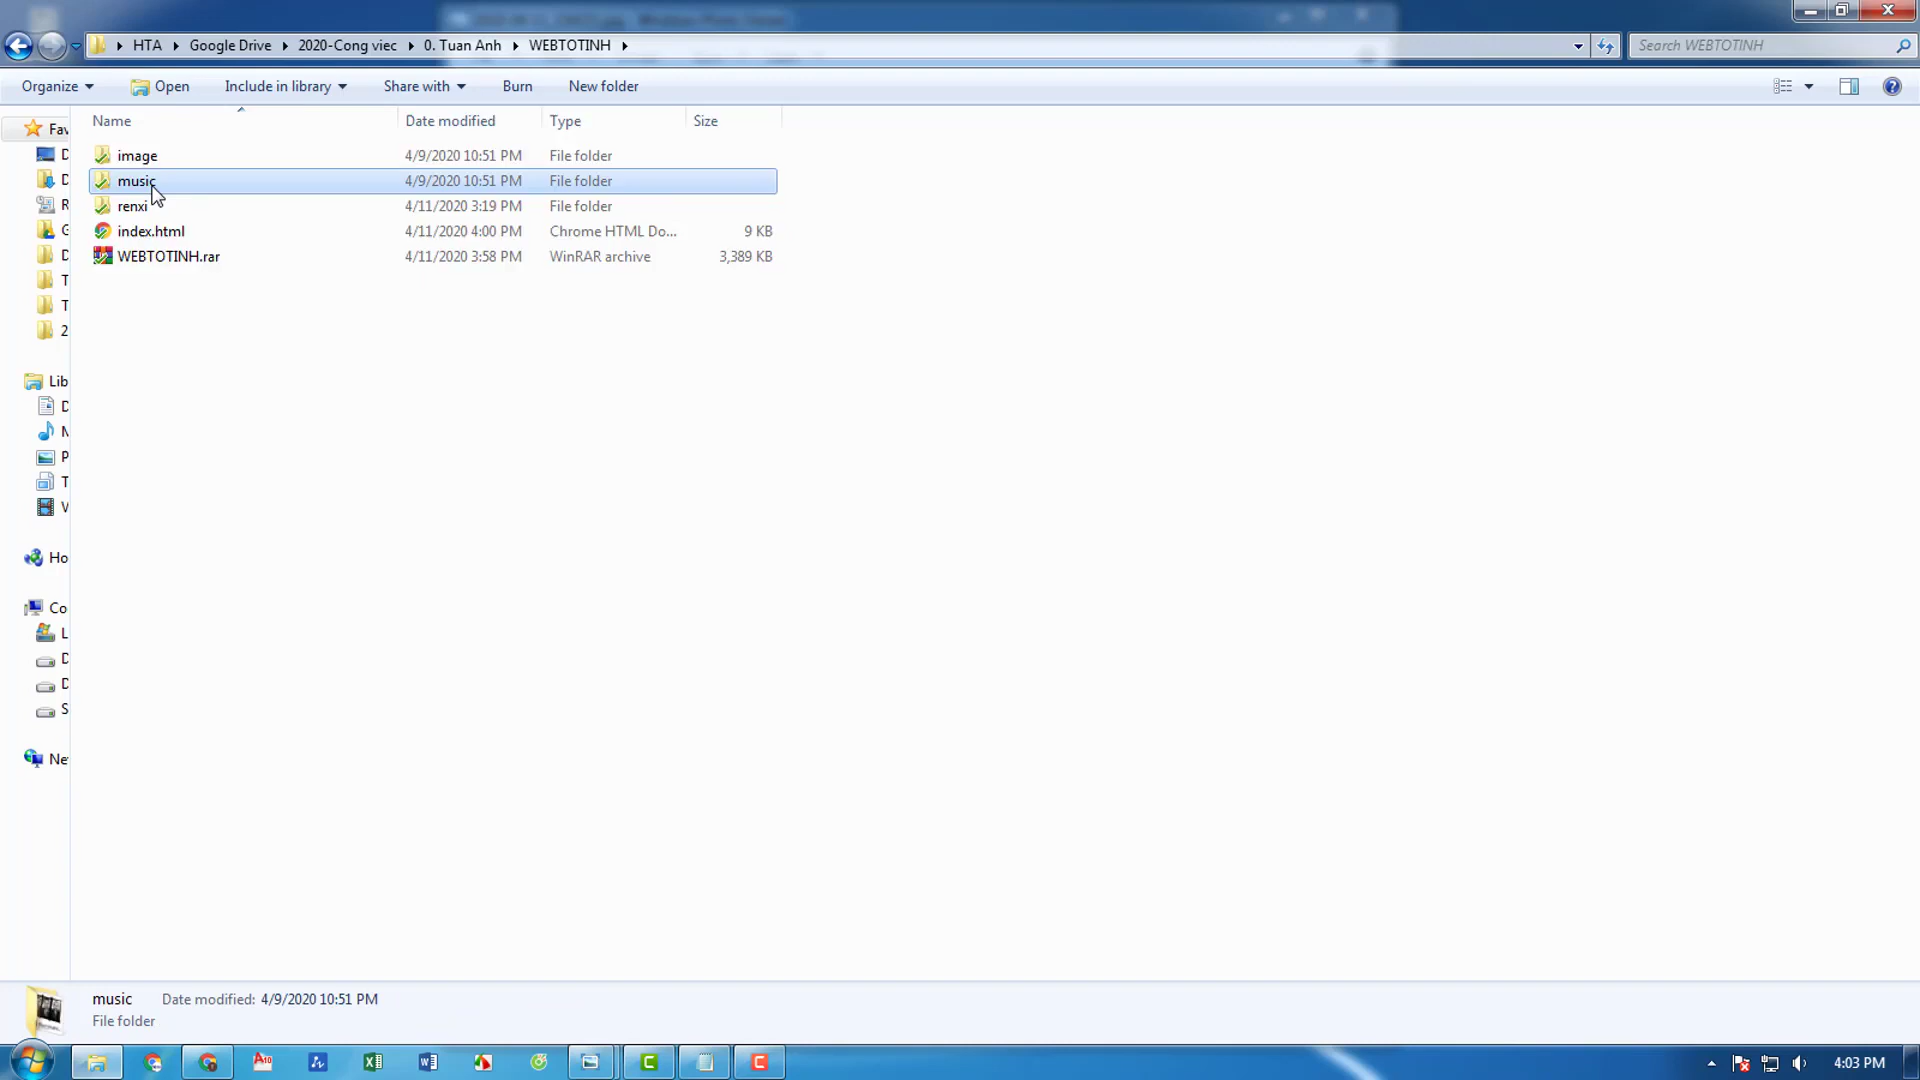 HTA Google Drive 2020-Cong viec 0. Tuan Anh WEBTOTINH
Search WEBTOTINH
Organize Open Include in library Share with Burn New folder
Name Date modified Type Size
image 4/9/2020 10:51 PM File folder
music 4/9/2020 10:51 PM File folder
renxi 4/11/2020 3:19 PM File folder
index.html 4/11/2020 4:00 PM Chrome HTML Do... 9 KB
WEBTOTINH.rar 4/11/2020 3:58 PM WinRAR archive 3,389 KB
Fav
D
D
R
G
D
T
T
2
Lib
D
M
P
T
V
Ho
Co
L
D
D
S
Ne
music Date modified: 4/9/2020 10:51 PM
File folder
4:03 PM